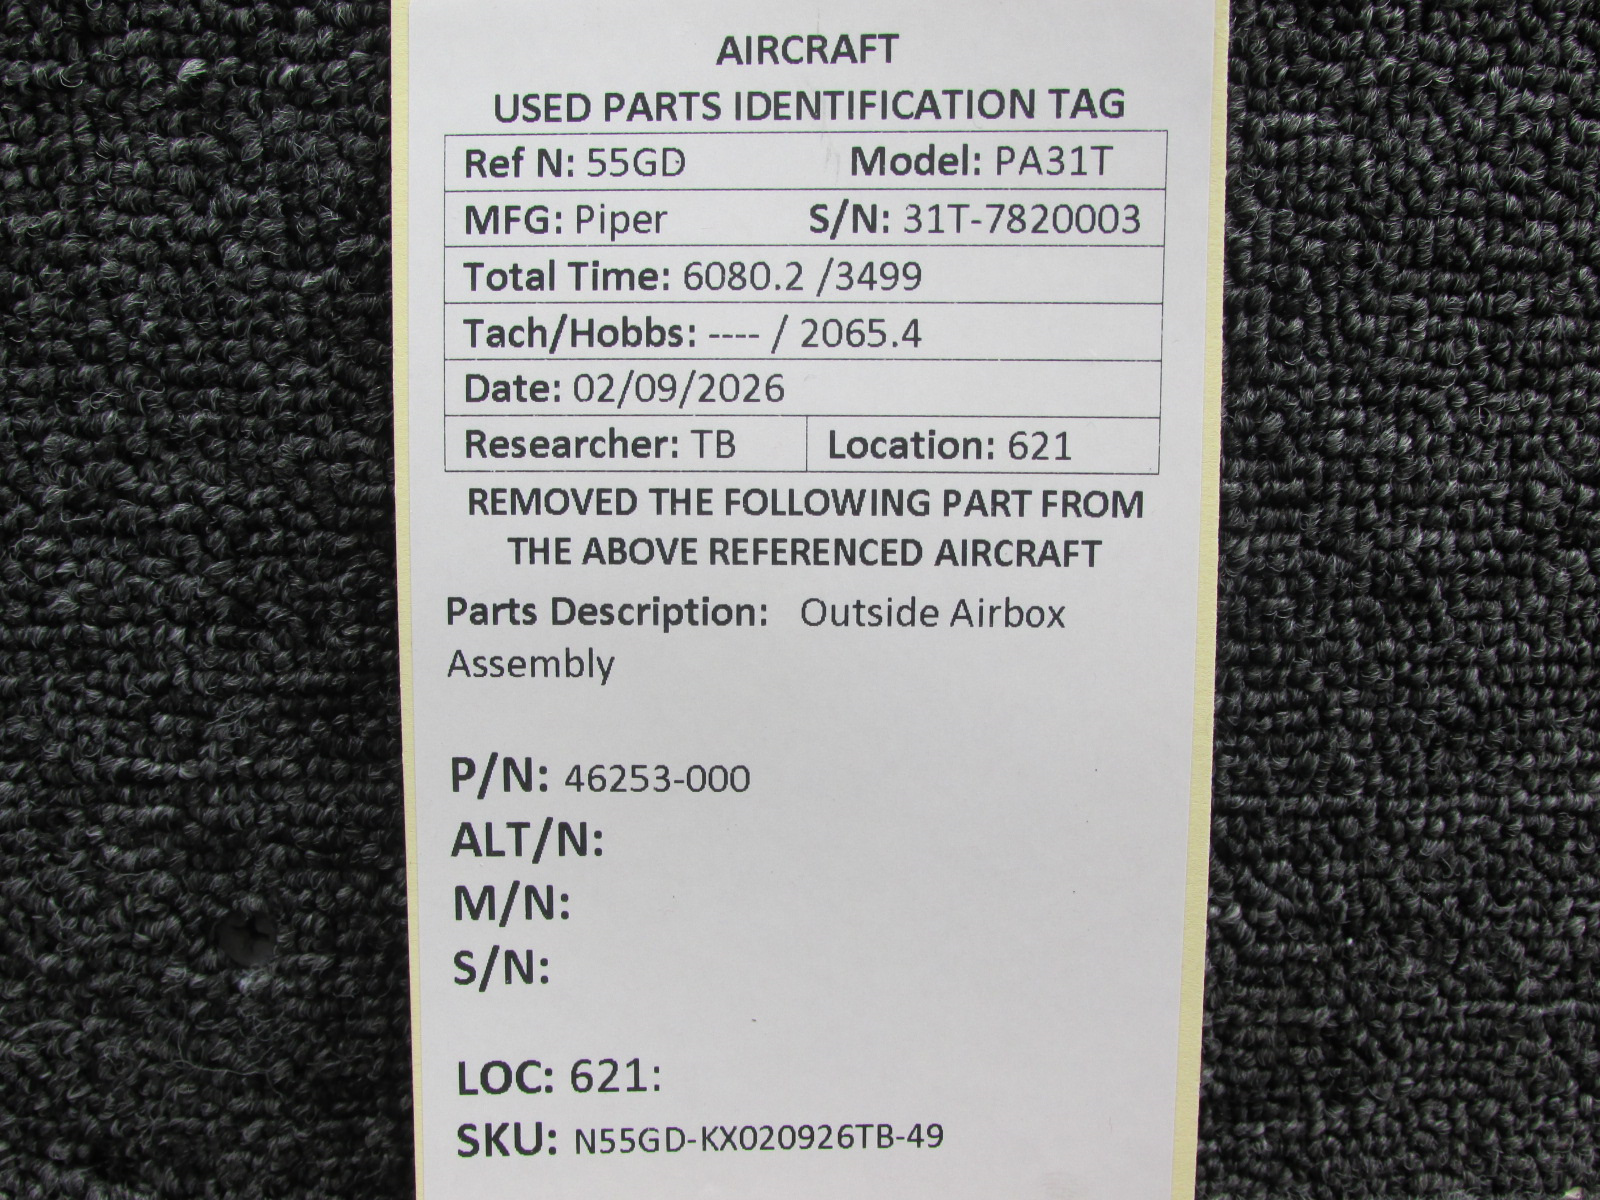 AIRCRAFT
USED PARTS IDENTIFICATION TAG
Ref N: 55GD Model: PA31T
MFG: Piper S/N: 31T-7820003
Total Time: 6080.2 /3499
Tach/Hobbs: ---- / 2065.4
Date: 02/09/2026
Researcher: TB Location: 621
REMOVED THE FOLLOWING PART FROM
THE ABOVE REFERENCED AIRCRAFT
Parts Description: Outside Airbox
Assembly
P/N: 46253-000
ALT/N:
M/N:
S/N:
LOC: 621:
SKU: N55GD-KX020926TB-49